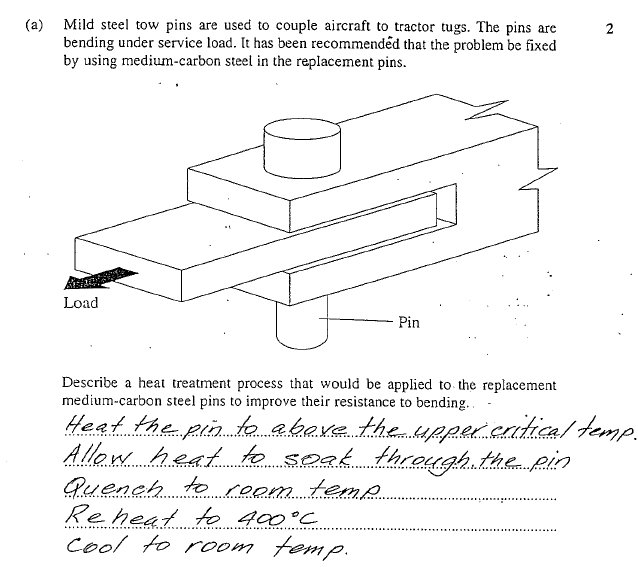 (a) Mild steel tow pins are used to couple aircraft to tractor tugs. The pins are 2
bending under service load. It has been recommended that the problem be fixed
by using medium-carbon steel in the replacement pins.
Load
Pin
Describe a heat treatment process that would be applied to the replacement
medium-carbon steel pins to improve their resistance to bending.
Heat the pin to above the upper critical temp.
Allow heat to soak through the pin
Quench to room temp
Reheat to 400°C
Cool to room temp.